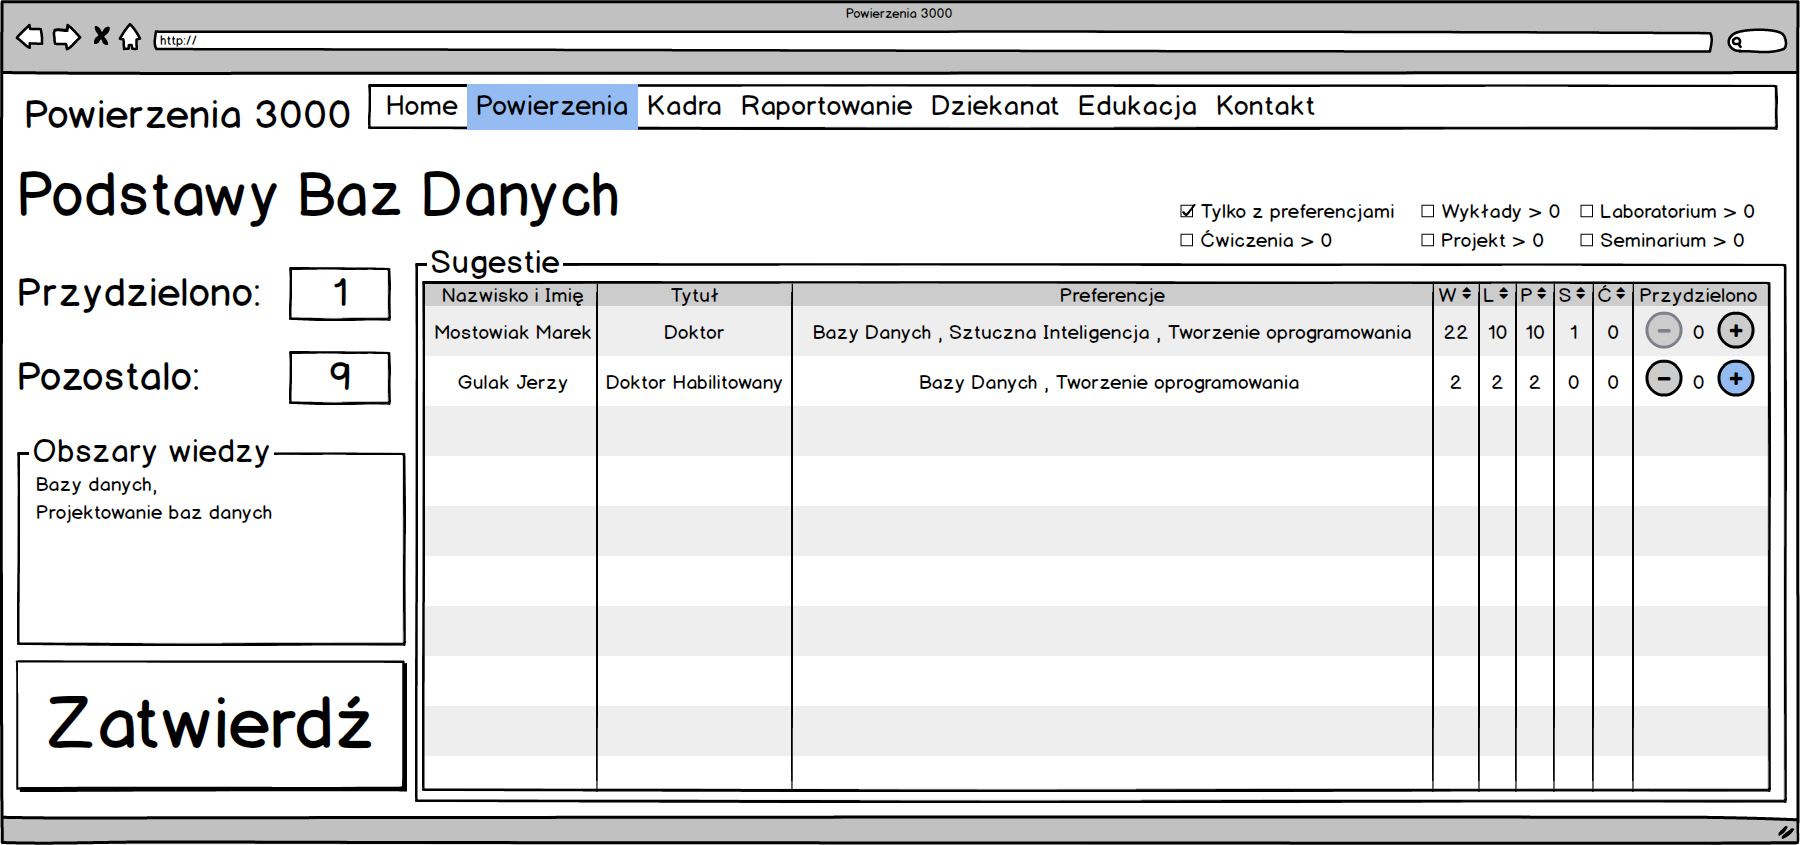 Powierzenia 3000
http://
Powierzenia 3000
Home Powierzenia Kadra Raportowanie Dziekanat Edukacja Kontakt
Podstawy Baz Danych
Tylko z preferencjami Wykłady > 0 Laboratorium > 0
Ćwiczenia > 0 Projekt > 0 Seminarium > 0
Przydzielono: 1
Pozostalo: 9
Obszary wiedzy
Bazy danych,
Projektowanie baz danych
Zatwierdź
Sugestie
Nazwisko i Imię Tytuł Preferencje W L P S Ć Przydzielono
Mostowiak Marek Doktor Bazy Danych , Sztuczna Inteligencja , Tworzenie oprogramowania 22 10 10 1 0 − 0 +
Gulak Jerzy Doktor Habilitowany Bazy Danych , Tworzenie oprogramowania 2 2 2 0 0 − 0 +